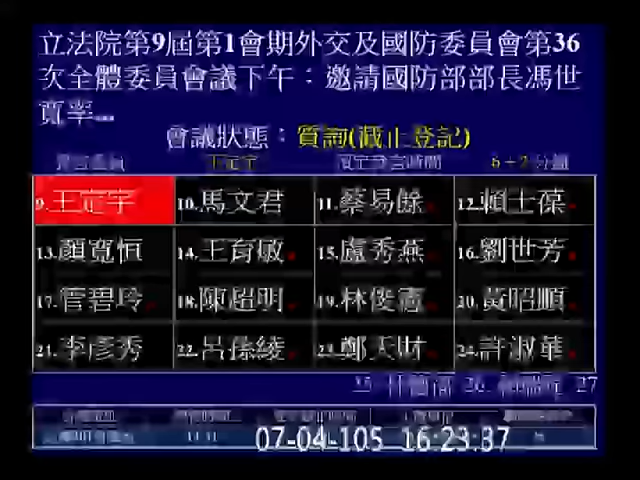 立法院第9屆第1會期外交及國防委員會第36
次全體委員會議下午：邀請國防部部長馮世
寬率...
會議狀態：質詢(截止登記)
9.王定宇 10.馬文君 11.蔡易餘 12.賴士葆
13.顏寬恒 14.王育敏 15.盧秀燕 16.劉世芳
17.管碧玲 18.陳超明 19.林俊憲 20.黃昭順
21.李彥秀 22.呂孫綾 23.鄭天財 24.許淑華
07-04-105 16:23:37